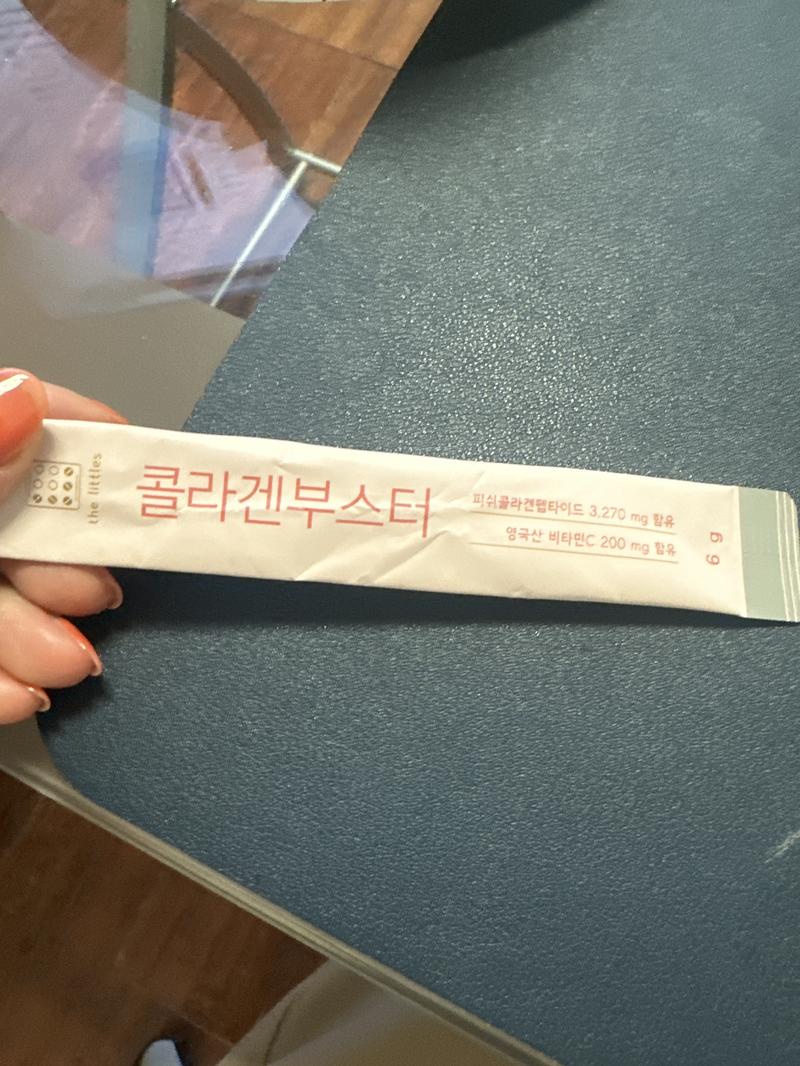 the littles
콜라겐부스터
피쉬콜라겐펩타이드 3,270 mg 함유
영국산 비타민C 200 mg 함유
6 g